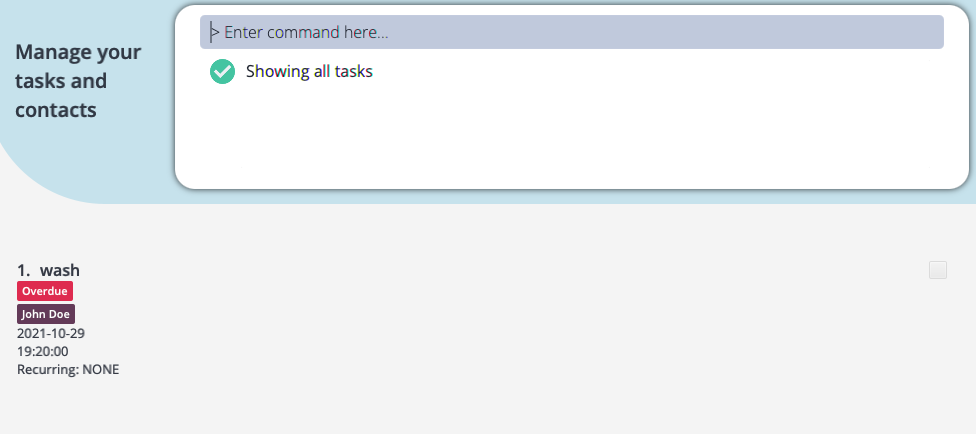 Manage your
tasks and
contacts
> Enter command here...
Showing all tasks
1. wash
Overdue
John Doe
2021-10-29
19:20:00
Recurring: NONE